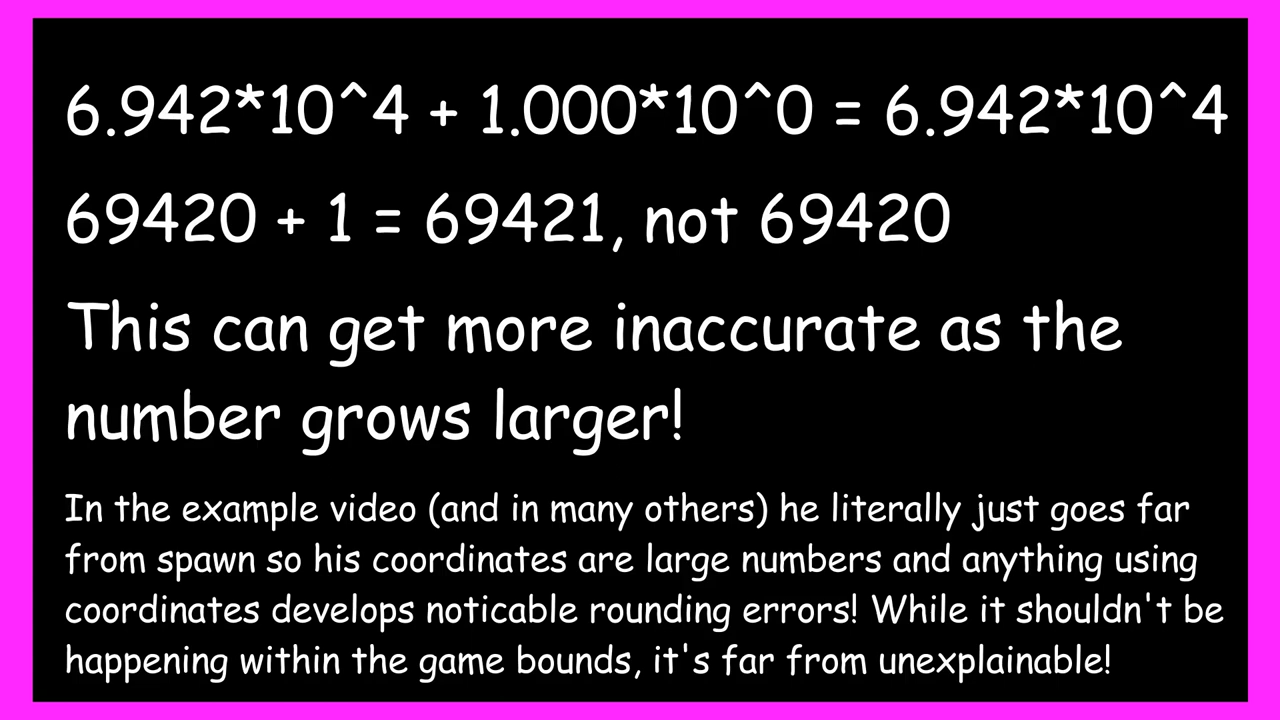 6.942*10^4 + 1.000*10^0 = 6.942*10^4
69420 + 1 = 69421, not 69420
This can get more inaccurate as the
number grows larger!
In the example video (and in many others) he literally just goes far
from spawn so his coordinates are large numbers and anything using
coordinates develops noticable rounding errors! While it shouldn't be
happening within the game bounds, it's far from unexplainable!